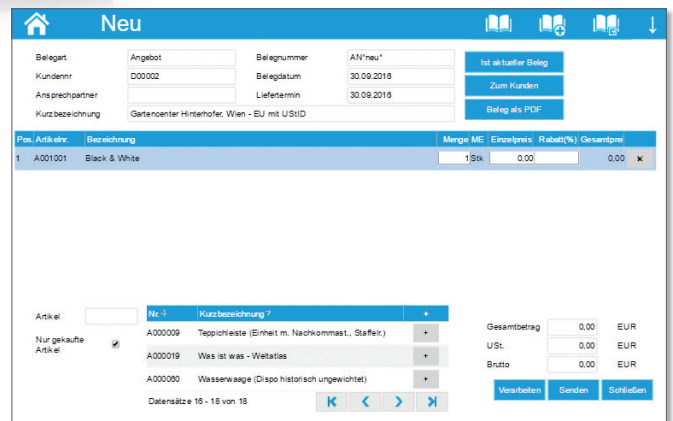 Neu
Belegart Angebot Belegnummer AN*neu* Ist aktueller Beleg
Kundennr D00002 Belegdatum 30.09.2016 Zum Kunden
Ansprechpartner Liefertermin 30.09.2016
Kurzbezeichnung Gartencenter Hinterhofer, Wien - EU mit UStID Beleg als PDF
Pos. Artikelnr. Bezeichnung Menge ME Einzelpreis Rabatt(%) Gesamtprei
1 A001001 Black & White 1 Stk 0,00 0,00 x
Artikel Nr. Kurzbezeichnung +
A000009 Teppichleiste (Einheit m. Nachkommast., Staffelr.) + Gesamtbetrag 0,00 EUR
Nur gekaufte Artikel USt. 0,00 EUR
A000019 Was ist was - Weltatlas +
A000060 Wasserwaage (Dispo historisch ungewichtet) + Brutto 0,00 EUR
Datensätze 16 - 18 von 18 Verarbeiten Senden Schließen